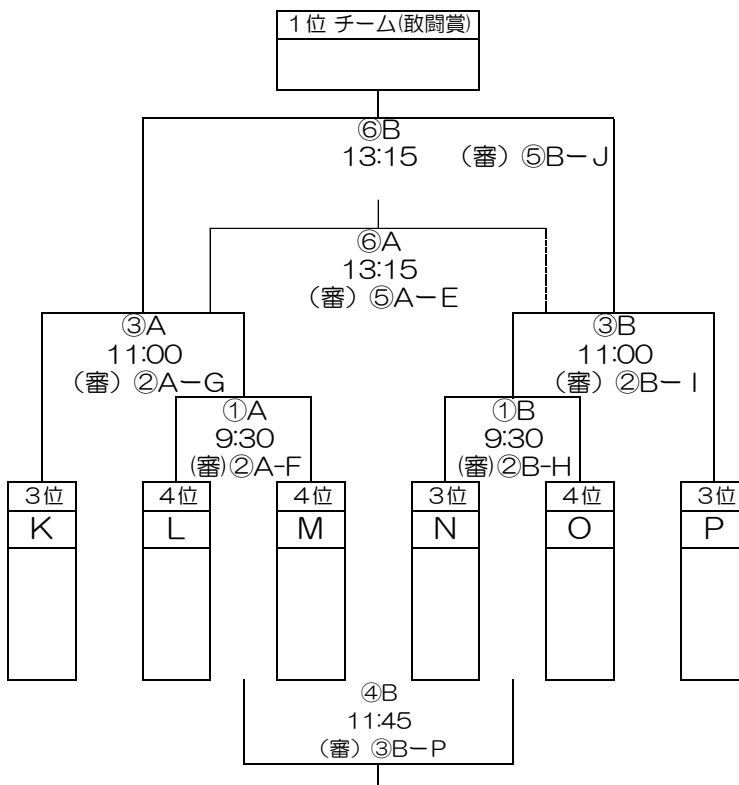 1位 チーム(敢闘賞)
⑥B
13:15 （審）⑤B－J
⑥A
13:15
（審）⑤A－E
③A
11:00
（審）②A－G
③B
11:00
（審）②B－I
①A
9:30
(審)②A-F
①B
9:30
(審)②B-H
3位 4位 4位 3位 4位 3位
K L M N O P
④B
11:45
（審）③B－P